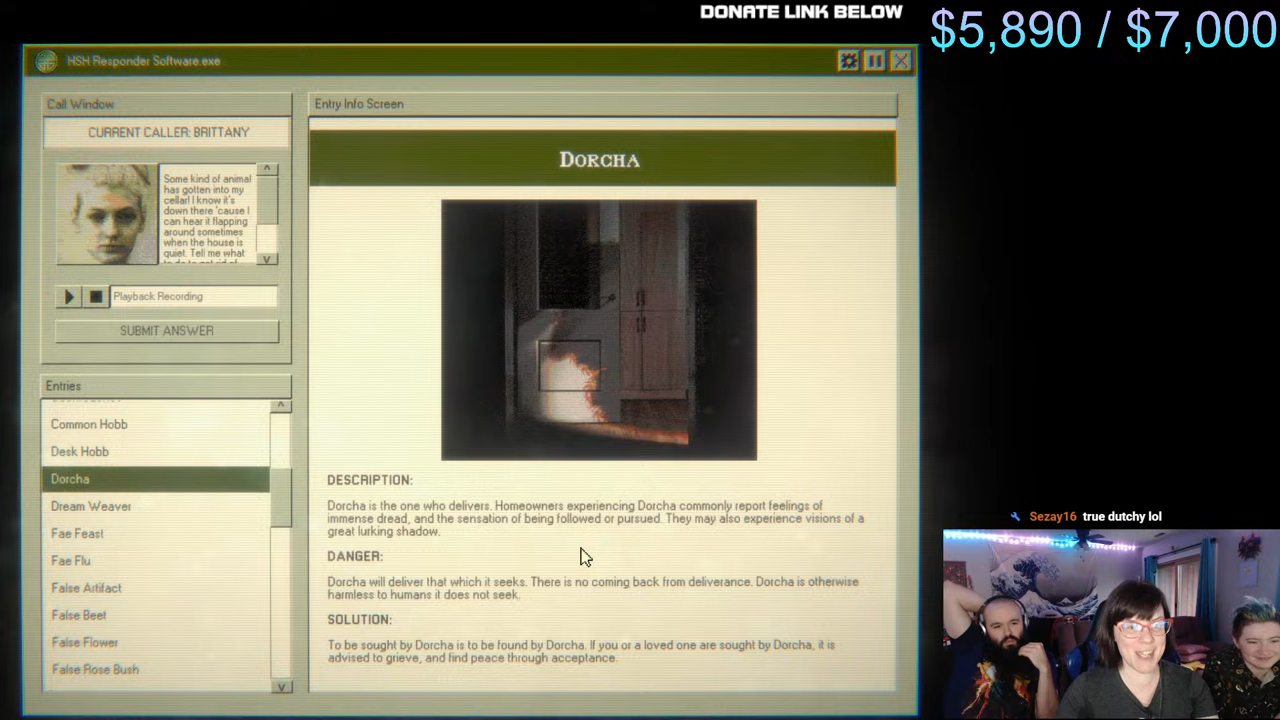 DONATE LINK BELOW
$5,890 / $7,000
HSH Responder Software.exe
Call Window
CURRENT CALLER: BRITTANY
Some kind of animal
has gotten into my
cellar! I know it's
down there 'cause I
can hear it flapping
around sometimes
when the house is
quiet. Tell me what
Playback Recording
SUBMIT ANSWER
Entries
Common Hobb
Desk Hobb
Dorcha
Dream Weaver
Fae Feast
Fae Flu
False Artifact
False Beet
False Flower
False Rose Bush
Entry Info Screen
DORCHA
DESCRIPTION:
Dorcha is the one who delivers. Homeowners experiencing Dorcha commonly report feelings of
immense dread, and the sensation of being followed or pursued. They may also experience visions of a
great lurking shadow.
DANGER:
Dorcha will deliver that which it seeks. There is no coming back from deliverance. Dorcha is otherwise
harmless to humans it does not seek.
SOLUTION:
To be sought by Dorcha is to be found by Dorcha. If you or a loved one are sought by Dorcha, it is
advised to grieve, and find peace through acceptance.
Sezay16 true dutchy lol